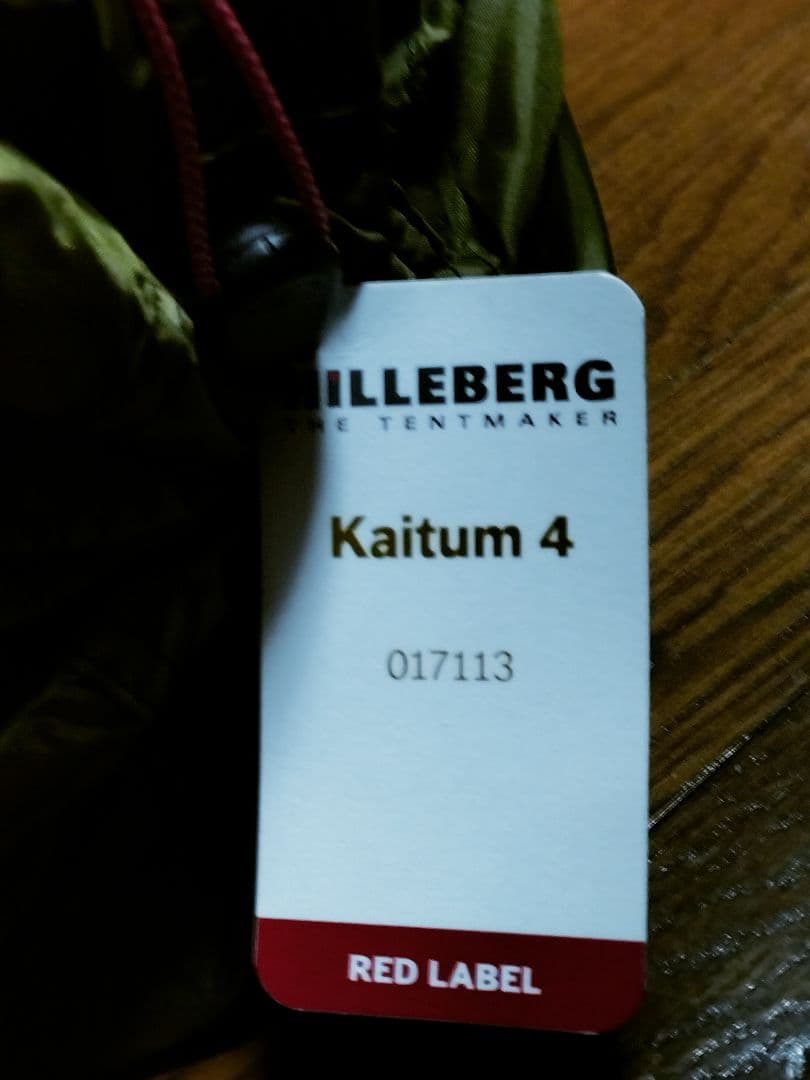 HILLEBERG
THE TENTMAKER
Kaitum 4
017113
RED LABEL